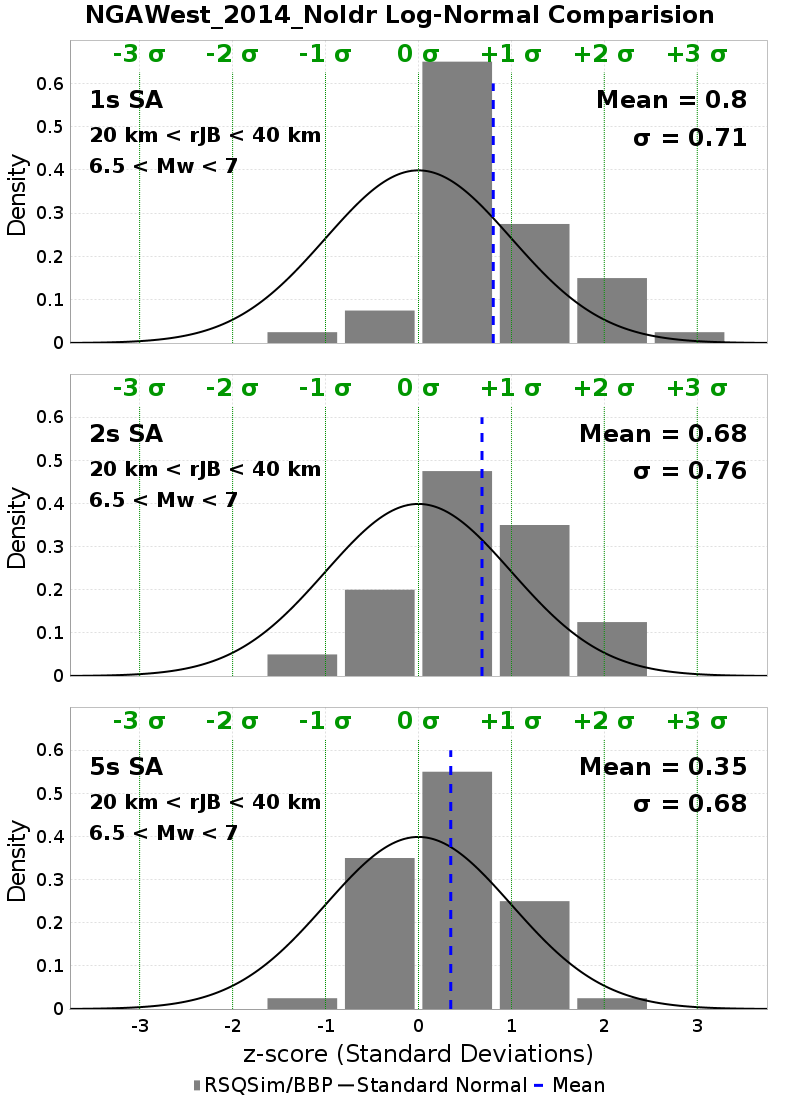 NGAWest_2014_NoIdr Log-Normal Comparision
-3 σ -2 σ -1 σ 0 σ +1 σ +2 σ +3 σ
1s SA
Mean = 0.8
20 km < rJB < 40 km
σ = 0.71
6.5 < Mw < 7
Density
0.6
0.5
0.4
0.3
0.2
0.1
0
-3 σ -2 σ -1 σ 0 σ +1 σ +2 σ +3 σ
2s SA
Mean = 0.68
20 km < rJB < 40 km
σ = 0.76
6.5 < Mw < 7
Density
0.6
0.5
0.4
0.3
0.2
0.1
0
-3 σ -2 σ -1 σ 0 σ +1 σ +2 σ +3 σ
5s SA
Mean = 0.35
20 km < rJB < 40 km
σ = 0.68
6.5 < Mw < 7
Density
0.6
0.5
0.4
0.3
0.2
0.1
0
-3 -2 -1 0 1 2 3
z-score (Standard Deviations)
RSQSim/BBP Standard Normal Mean